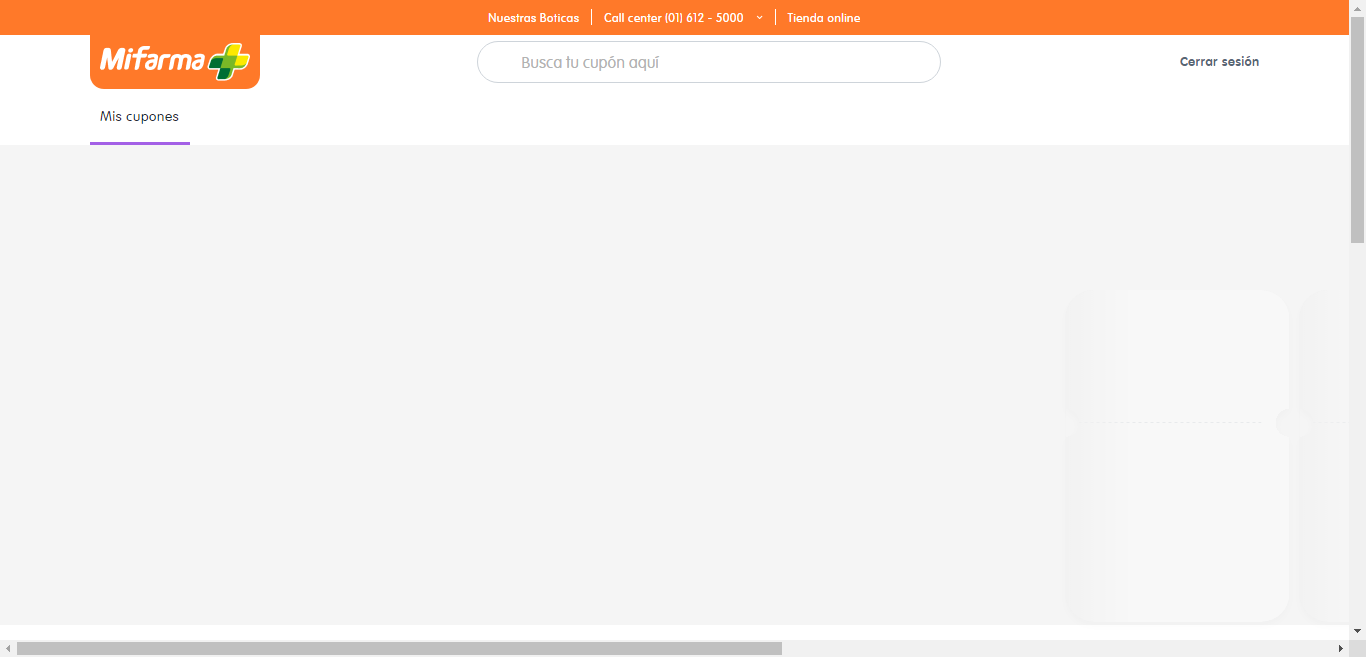 Nuestras Boticas
Call center (01) 612 - 5000
Tienda online
Mifarma
Busca tu cupón aquí
Cerrar sesión
Mis cupones